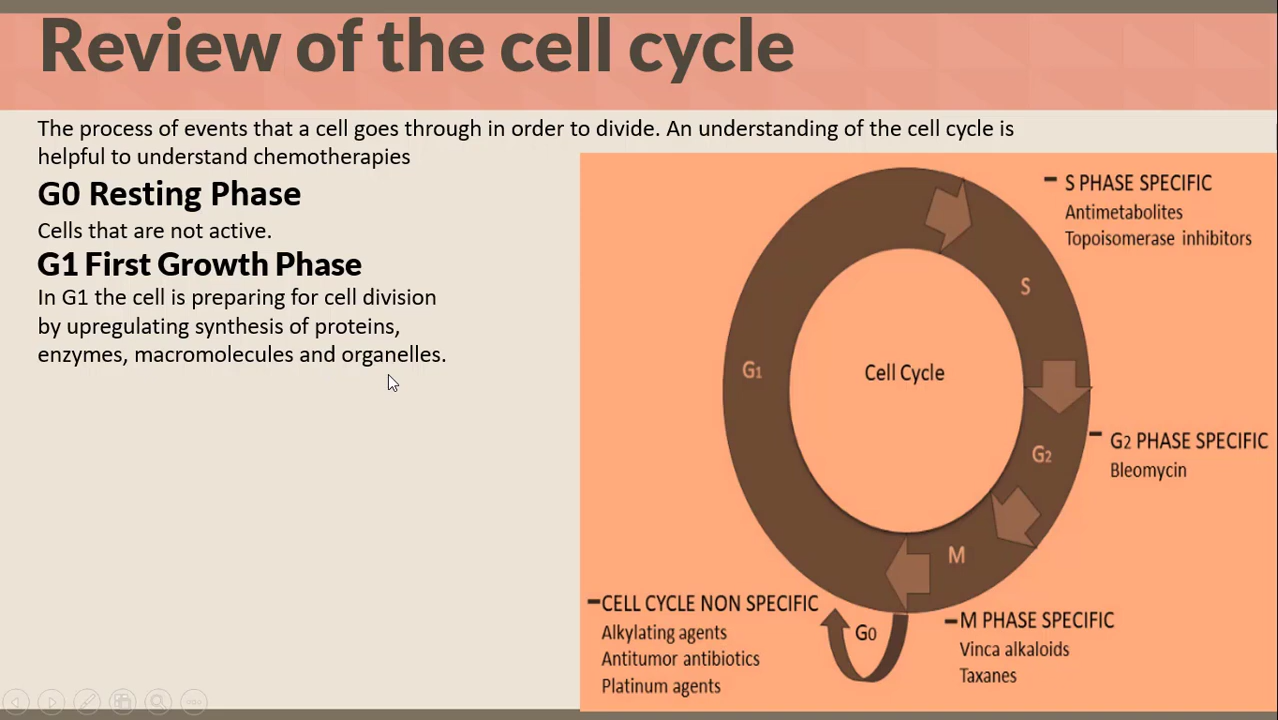 Review of the cell cycle
The process of events that a cell goes through in order to divide. An understanding of the cell cycle is
helpful to understand chemotherapies
G0 Resting Phase
Cells that are not active.
G1 First Growth Phase
In G1 the cell is preparing for cell division
by upregulating synthesis of proteins,
enzymes, macromolecules and organelles.
– S PHASE SPECIFIC
Antimetabolites
Topoisomerase inhibitors
S
G1
Cell Cycle
G2
– G2 PHASE SPECIFIC
Bleomycin
M
–CELL CYCLE NON SPECIFIC
Alkylating agents
Antitumor antibiotics
Platinum agents
G0
–M PHASE SPECIFIC
Vinca alkaloids
Taxanes